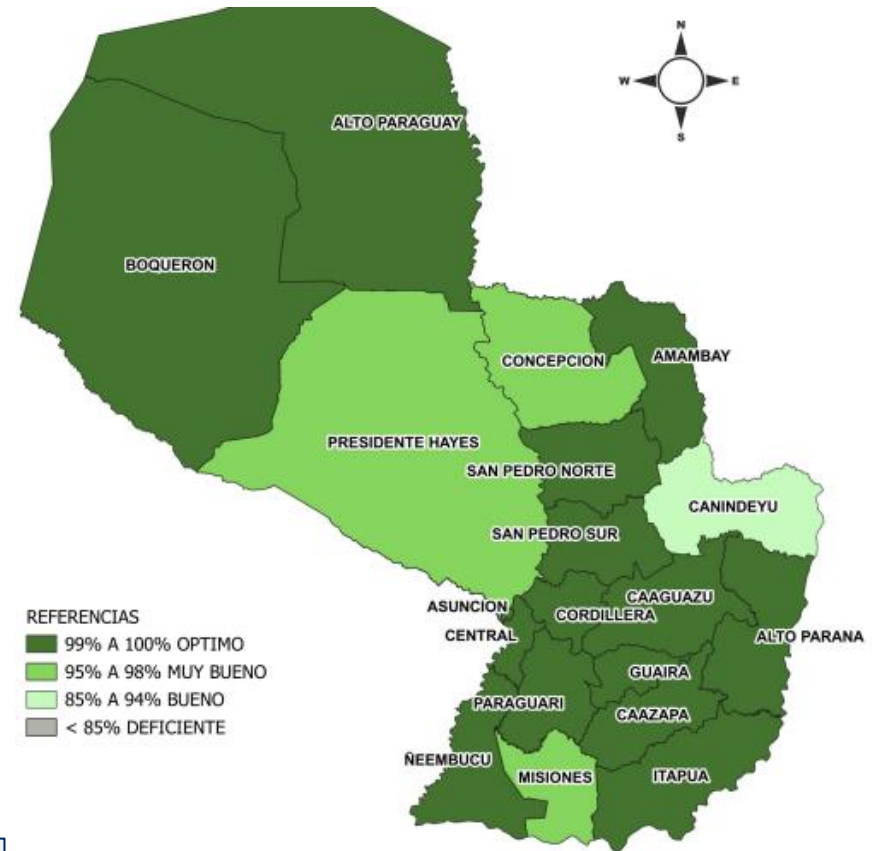 N
W E
S
ALTO PARAGUAY
BOQUERON
CONCEPCION
AMAMBAY
PRESIDENTE HAYES
SAN PEDRO NORTE
CANINDEYU
SAN PEDRO SUR
ASUNCION
CAAGUAZU
CORDILLERA
CENTRAL
ALTO PARANA
GUAIRA
PARAGUARI
CAAZAPA
ÑEEMBUCU
MISIONES
ITAPUA
REFERENCIAS
99% A 100% OPTIMO
95% A 98% MUY BUENO
85% A 94% BUENO
< 85% DEFICIENTE